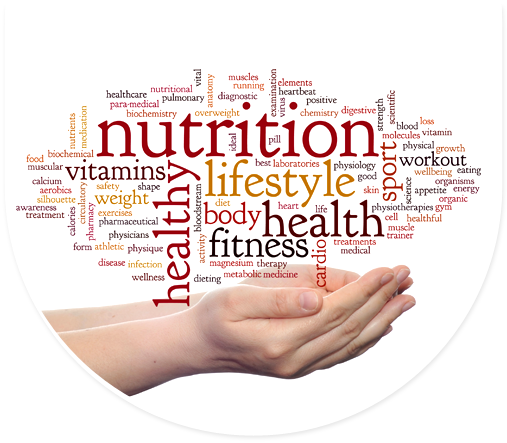 vital
muscles
running
examination
elements
healthcare
nutritional
pulmonary
anatomy
diagnostic
virus
heartbeat
positive
para-medical
biochemistry
overweight
chemistry
digestive
strength
scientific
nutrients
medication
nutrition
ideal
pill
blood
loss
molecules
vitamin
food
biochemical
muscular
vitamins
best
laboratories
physiology
good
sport
physical
growth
workout
wellbeing
eating
calcium
aerobics
silhouette
awareness
treatment
circulatory
safety
shape
weight
exercises
healthy
lifestyle
skin
science
organisms
appetite
energy
organic
calories
pharmacy
pharmaceutical
bloodstream
diet
body
heart
life
health
physiotherapies
gym
cell
healthful
muscle
trainer
physicians
form
athletic
physique
activity
fitness
cardio
treatments
medical
disease
infection
wellness
magnesium
therapy
dieting
metabolic
medicine